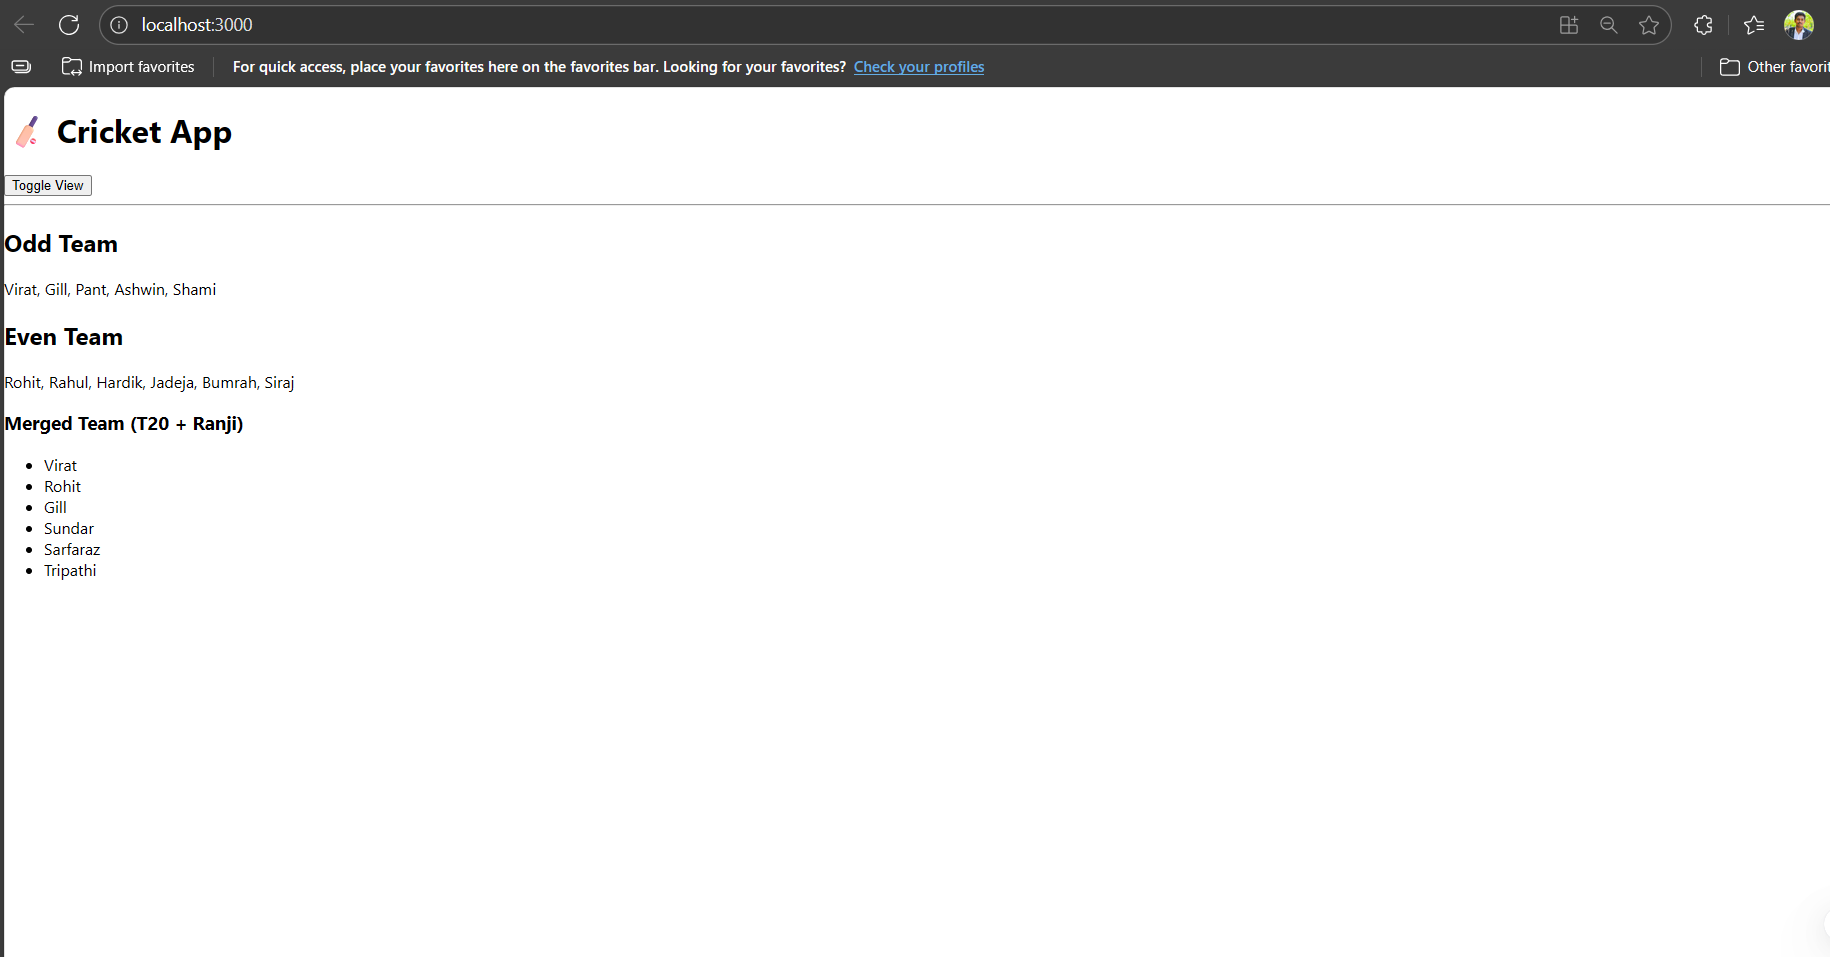 localhost:3000
Import favorites For quick access, place your favorites here on the favorites bar. Looking for your favorites? Check your profiles Other favorit
Cricket App
Toggle View
Odd Team
Virat, Gill, Pant, Ashwin, Shami
Even Team
Rohit, Rahul, Hardik, Jadeja, Bumrah, Siraj
Merged Team (T20 + Ranji)
Virat
Rohit
Gill
Sundar
Sarfaraz
Tripathi